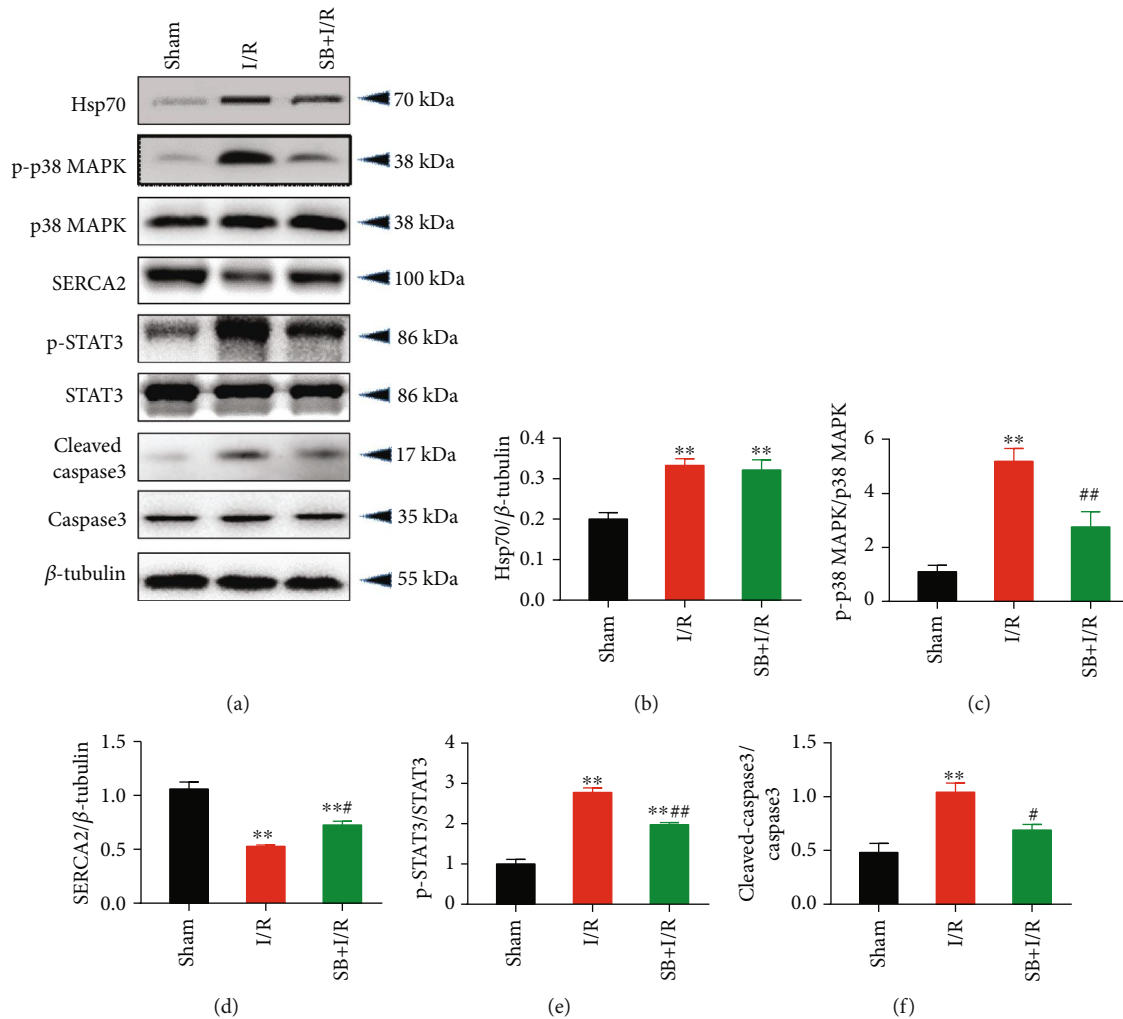 Sham I/R SB+I/R
Hsp70 70 kDa
p-p38 MAPK 38 kDa
p38 MAPK 38 kDa
SERCA2 100 kDa
p-STAT3 86 kDa
STAT3 86 kDa
Cleaved
caspase3 17 kDa
Caspase3 35 kDa
β-tubulin 55 kDa
(a)
Hsp70/β-tubulin
0.4
0.3
0.2
0.1
0.0
** **
Sham I/R SB+I/R
(b)
p-p38 MAPK/p38 MAPK
6
4
2
0
** ##
Sham I/R SB+I/R
(c)
SERCA2/β-tubulin
1.5
1.0
0.5
0.0
** **#
Sham I/R SB+I/R
(d)
p-STAT3/STAT3
4
3
2
1
0
** **##
Sham I/R SB+I/R
(e)
Cleaved-caspase3/
caspase3
1.5
1.0
0.5
0.0
** #
Sham I/R SB+I/R
(f)